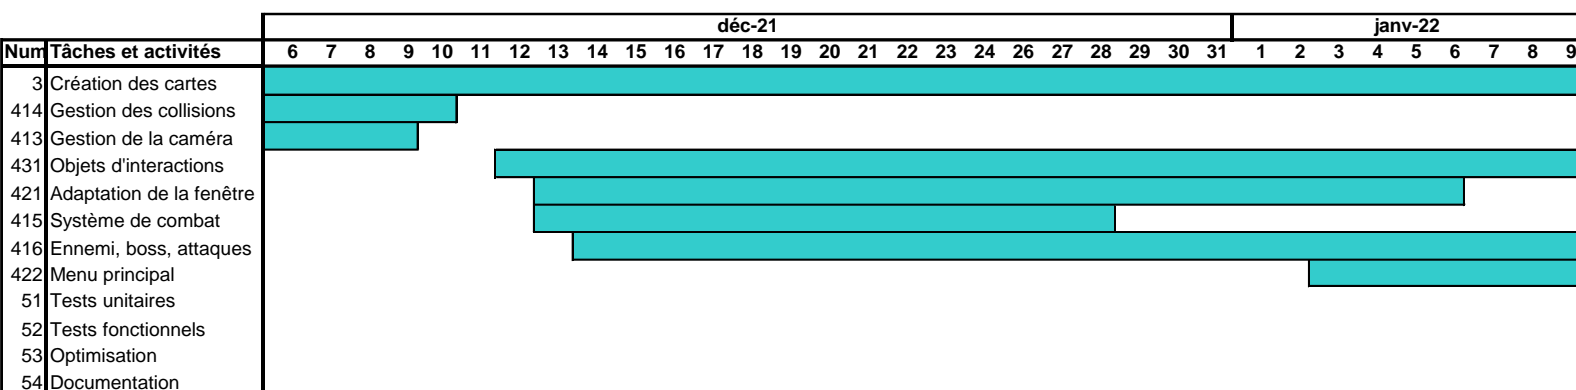 déc-21 janv-22
Num Tâches et activités 6 7 8 9 10 11 12 13 14 15 16 17 18 19 20 21 22 23 24 26 27 28 29 30 31 1 2 3 4 5 6 7 8 9
3 Création des cartes
414 Gestion des collisions
413 Gestion de la caméra
431 Objets d'interactions
421 Adaptation de la fenêtre
415 Système de combat
416 Ennemi, boss, attaques
422 Menu principal
51 Tests unitaires
52 Tests fonctionnels
53 Optimisation
54 Documentation